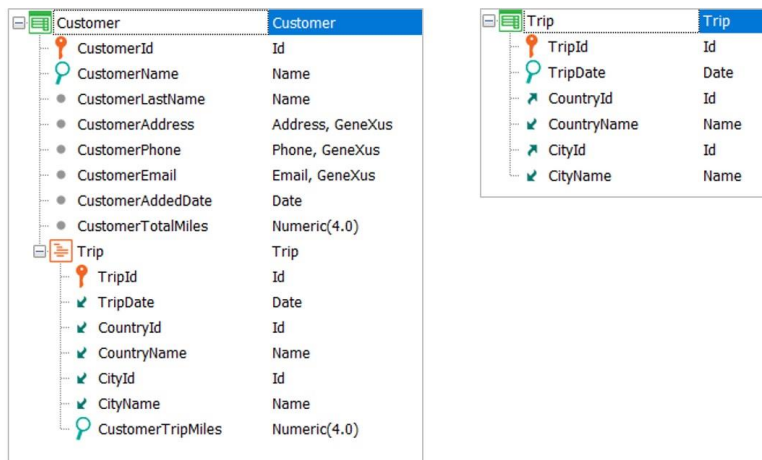 Customer Customer
CustomerId Id
CustomerName Name
CustomerLastName Name
CustomerAddress Address, GeneXus
CustomerPhone Phone, GeneXus
CustomerEmail Email, GeneXus
CustomerAddedDate Date
CustomerTotalMiles Numeric(4.0)
Trip Trip
TripId Id
TripDate Date
CountryId Id
CountryName Name
CityId Id
CityName Name
CustomerTripMiles Numeric(4.0)
Trip Trip
TripId Id
TripDate Date
CountryId Id
CountryName Name
CityId Id
CityName Name